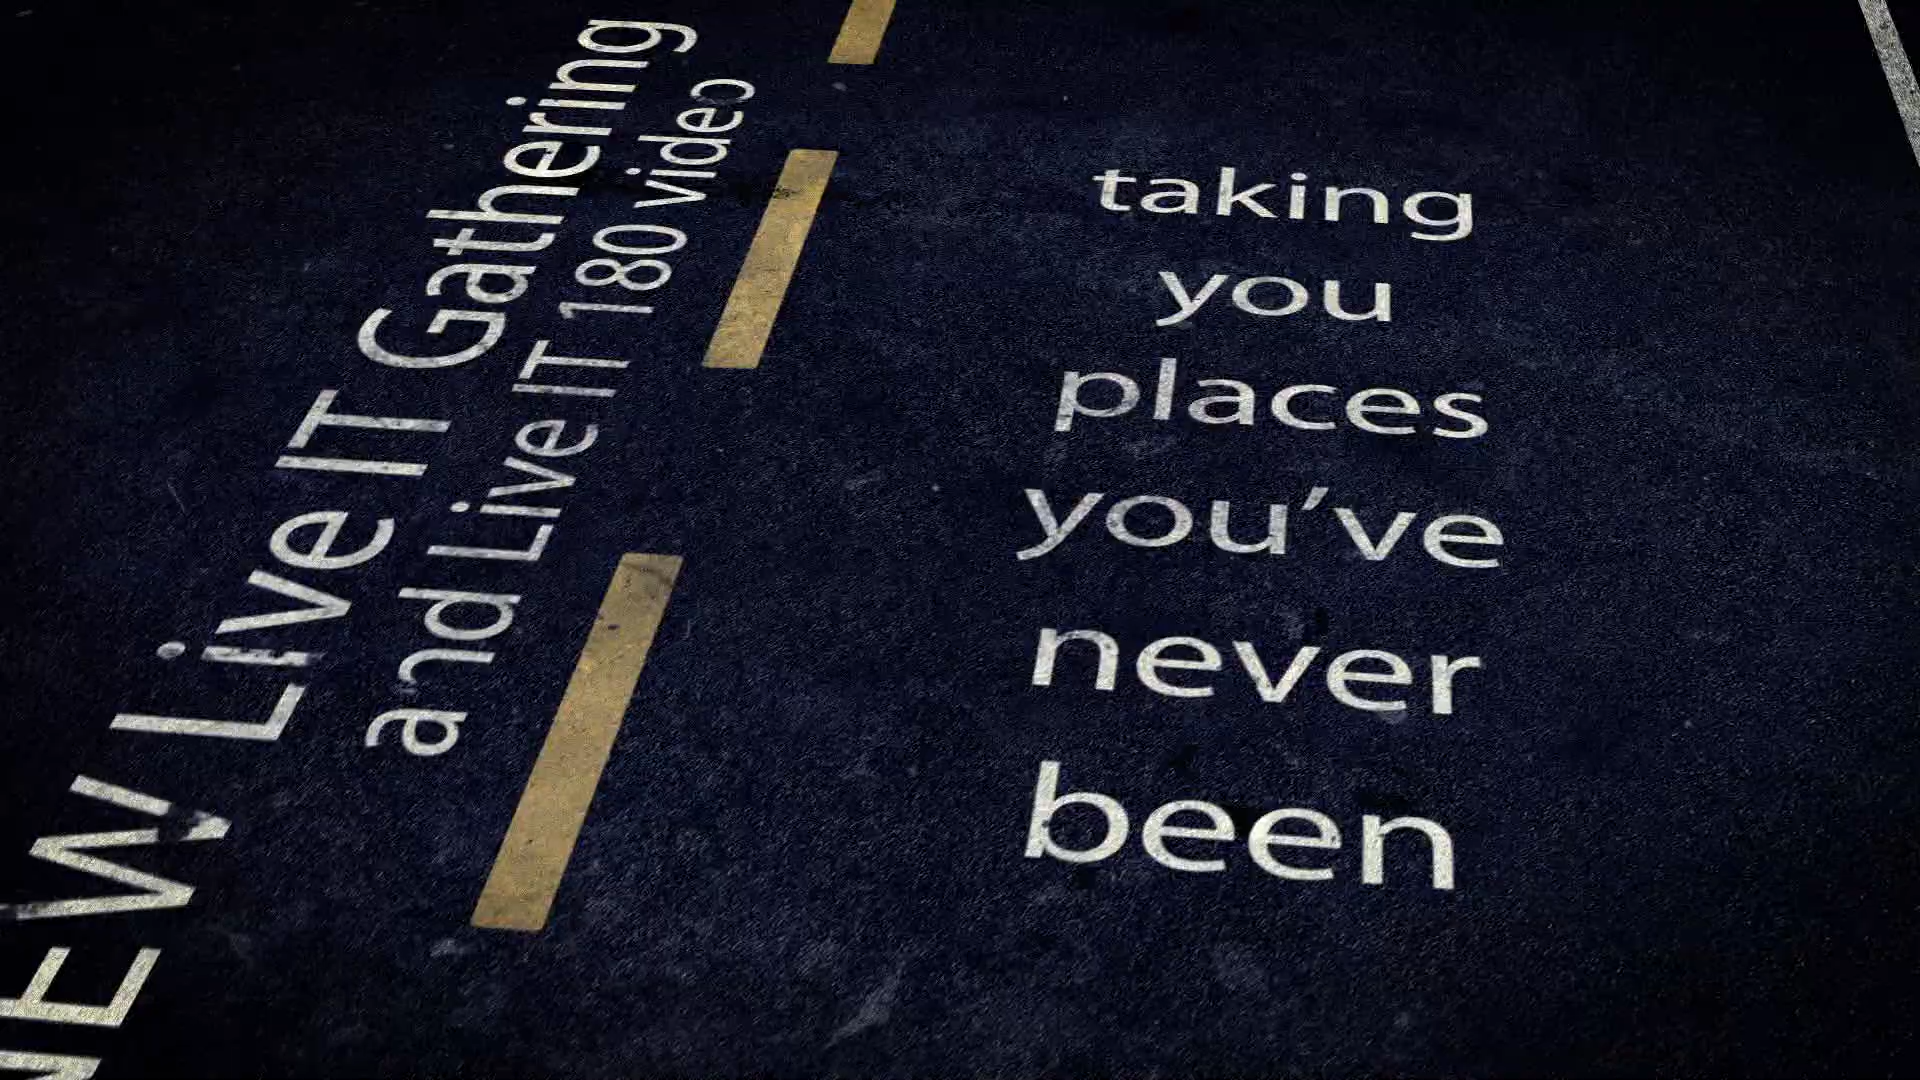 NEW Live IT Gathering
and Live IT 180 video
taking
you
places
you've
never
been